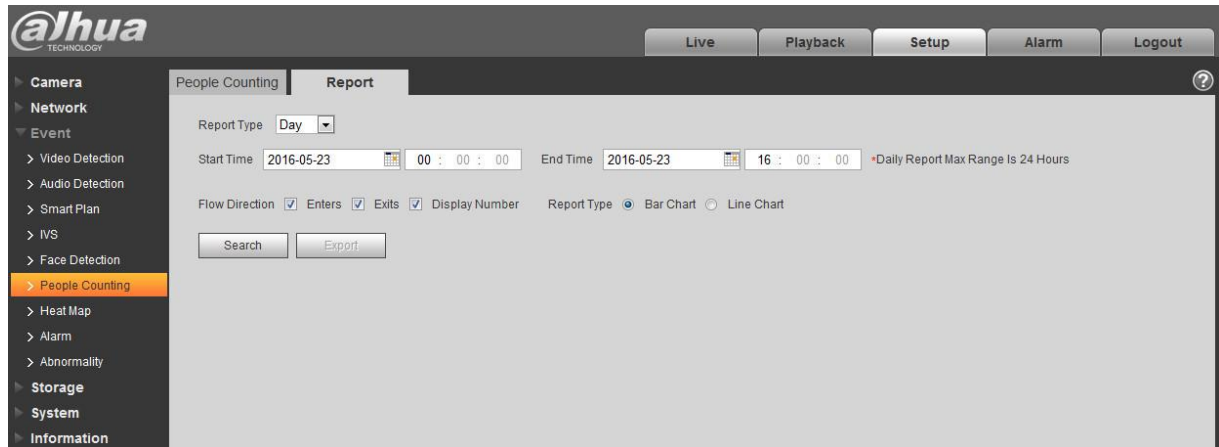 alhua
TECHNOLOGY
Live Playback Setup Alarm Logout
Camera
Network
Event
> Video Detection
> Audio Detection
> Smart Plan
> IVS
> Face Detection
> People Counting
> Heat Map
> Alarm
> Abnormality
Storage
System
Information
People Counting Report ?
Report Type Day
Start Time 2016-05-23 00 : 00 : 00 End Time 2016-05-23 16 : 00 : 00 *Daily Report Max Range Is 24 Hours
Flow Direction Enters Exits Display Number Report Type Bar Chart Line Chart
Search Export